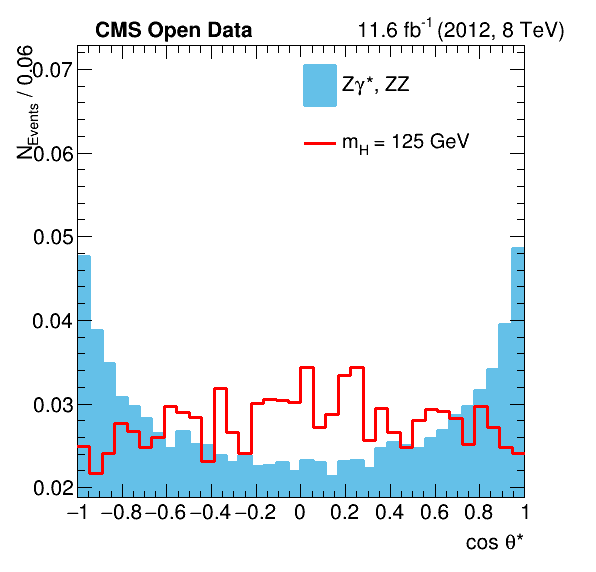 CMS Open Data 11.6 fb⁻¹ (2012, 8 TeV)
N_Events / 0.06
0.07
0.06
0.05
0.04
0.03
0.02
Zγ*, ZZ
m_H = 125 GeV
−1 −0.8 −0.6 −0.4 −0.2 0 0.2 0.4 0.6 0.8 1
cos θ*